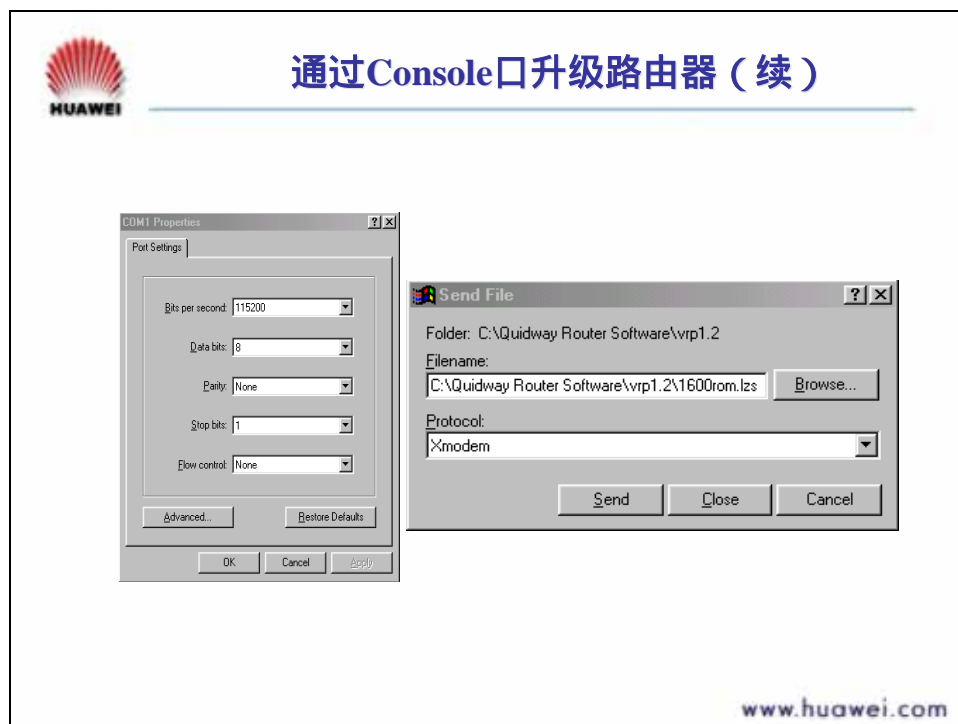 通过Console口升级路由器（续）
HUAWEI
COM1 Properties
Port Settings
Bits per second: 115200
Data bits: 8
Parity: None
Stop bits: 1
Flow control: None
Advanced...
Restore Defaults
OK
Cancel
Apply
Send File
Folder: C:\Quidway Router Software\vrp1.2
Filename:
C:\Quidway Router Software\vrp1.2\1600rom.lzs
Browse...
Protocol:
Xmodem
Send
Close
Cancel
www.huawei.com